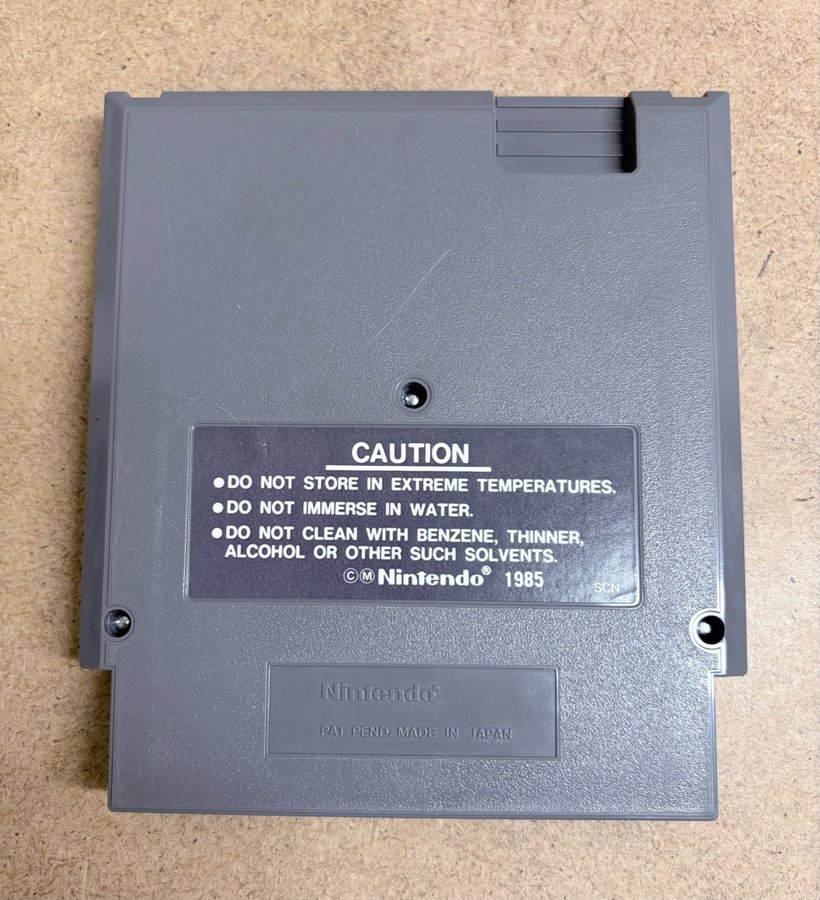 CAUTION
●DO NOT STORE IN EXTREME TEMPERATURES.
●DO NOT IMMERSE IN WATER.
●DO NOT CLEAN WITH BENZENE, THINNER,
ALCOHOL OR OTHER SUCH SOLVENTS.
©Ⓜ Nintendo® 1985
SCN
Nintendo®
PAT. PEND. MADE IN JAPAN